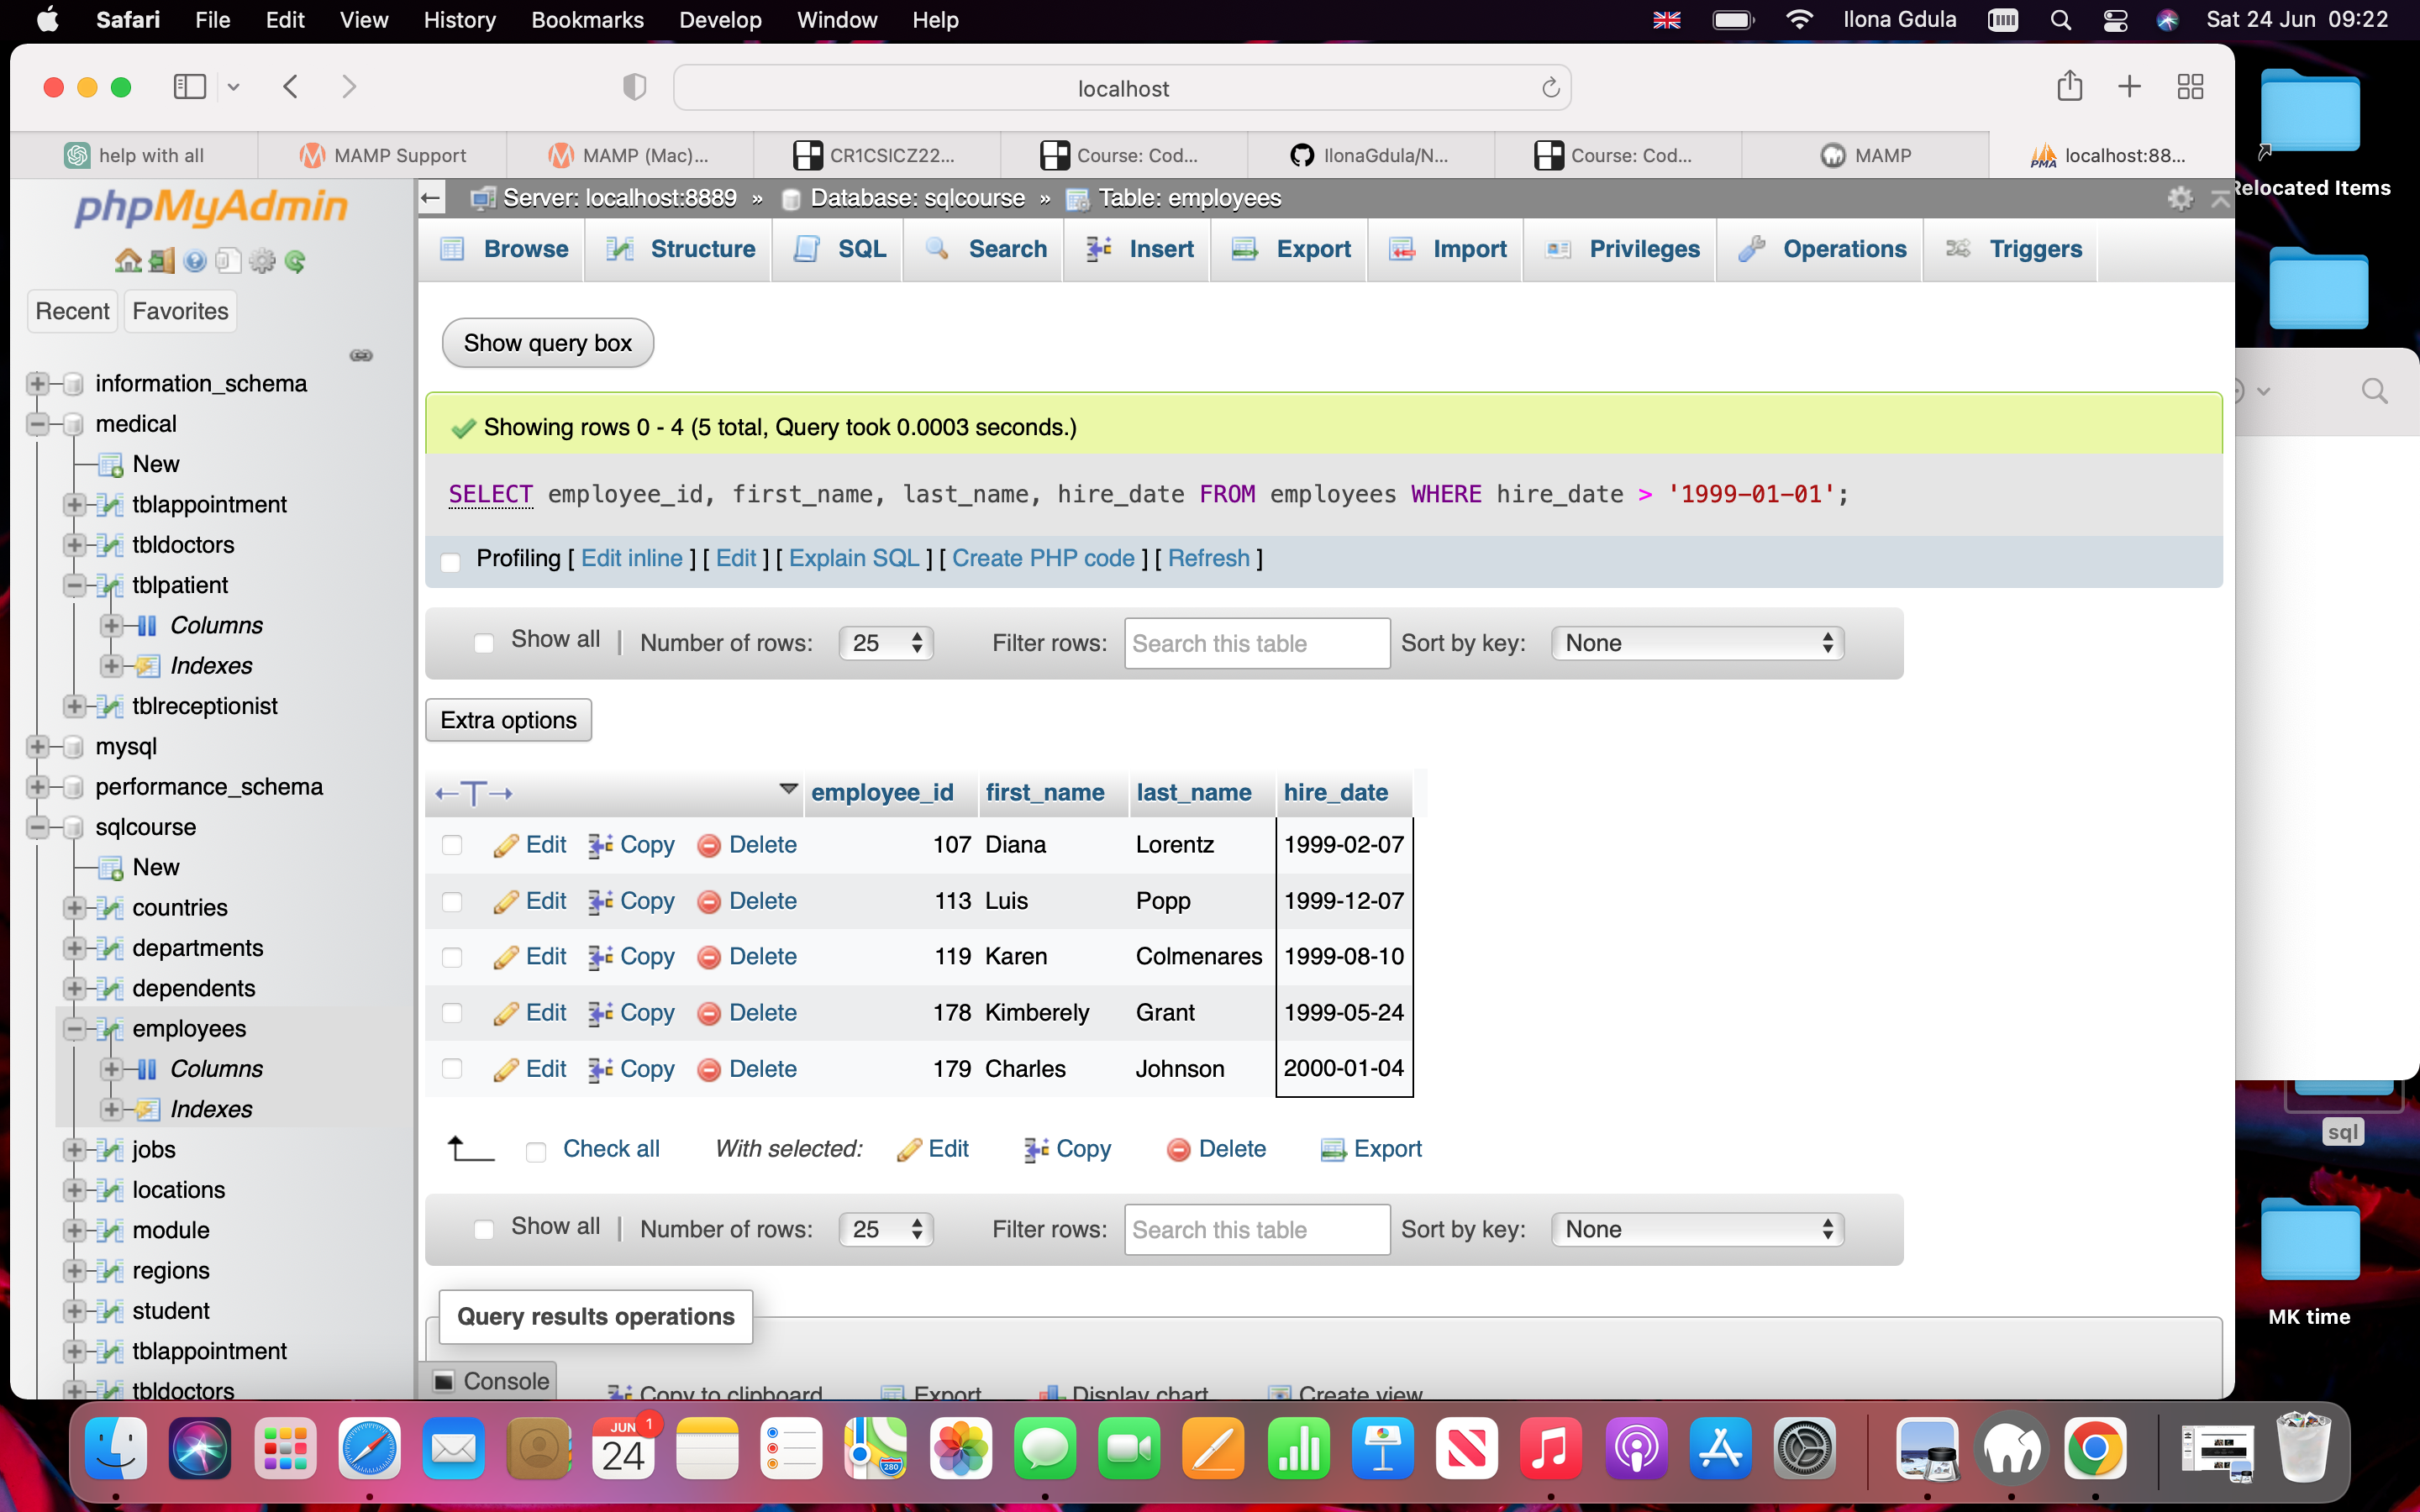 Safari File Edit View History Bookmarks Develop Window Help Ilona Gdula Sat 24 Jun 09:22
localhost
help with all MAMP Support MAMP (Mac)... CR1CSICZ22... Course: Cod... IlonaGdula/N... Course: Cod... MAMP PMA localhost:88...
phpMyAdmin
Recent Favorites
information_schema
medical
New
tblappointment
tbldoctors
tblpatient
Columns
Indexes
tblreceptionist
mysql
performance_schema
sqlcourse
New
countries
departments
dependents
employees
Columns
Indexes
jobs
locations
module
regions
student
tblappointment
tbldoctors
Server: localhost:8889 » Database: sqlcourse » Table: employees
Browse Structure SQL Search Insert Export Import Privileges Operations Triggers
Show query box
Showing rows 0 - 4 (5 total, Query took 0.0003 seconds.)
SELECT employee_id, first_name, last_name, hire_date FROM employees WHERE hire_date > '1999-01-01';
Profiling [ Edit inline ] [ Edit ] [ Explain SQL ] [ Create PHP code ] [ Refresh ]
Show all | Number of rows: 25 Filter rows: Search this table Sort by key: None
Extra options
←T→ employee_id first_name last_name hire_date
Edit Copy Delete 107 Diana Lorentz 1999-02-07
Edit Copy Delete 113 Luis Popp 1999-12-07
Edit Copy Delete 119 Karen Colmenares 1999-08-10
Edit Copy Delete 178 Kimberely Grant 1999-05-24
Edit Copy Delete 179 Charles Johnson 2000-01-04
Check all With selected: Edit Copy Delete Export
Show all | Number of rows: 25 Filter rows: Search this table Sort by key: None
Query results operations
Console
Copy to clipboard Export Display chart Create view
Relocated Items
sql
MK time
JUN 1
24
280